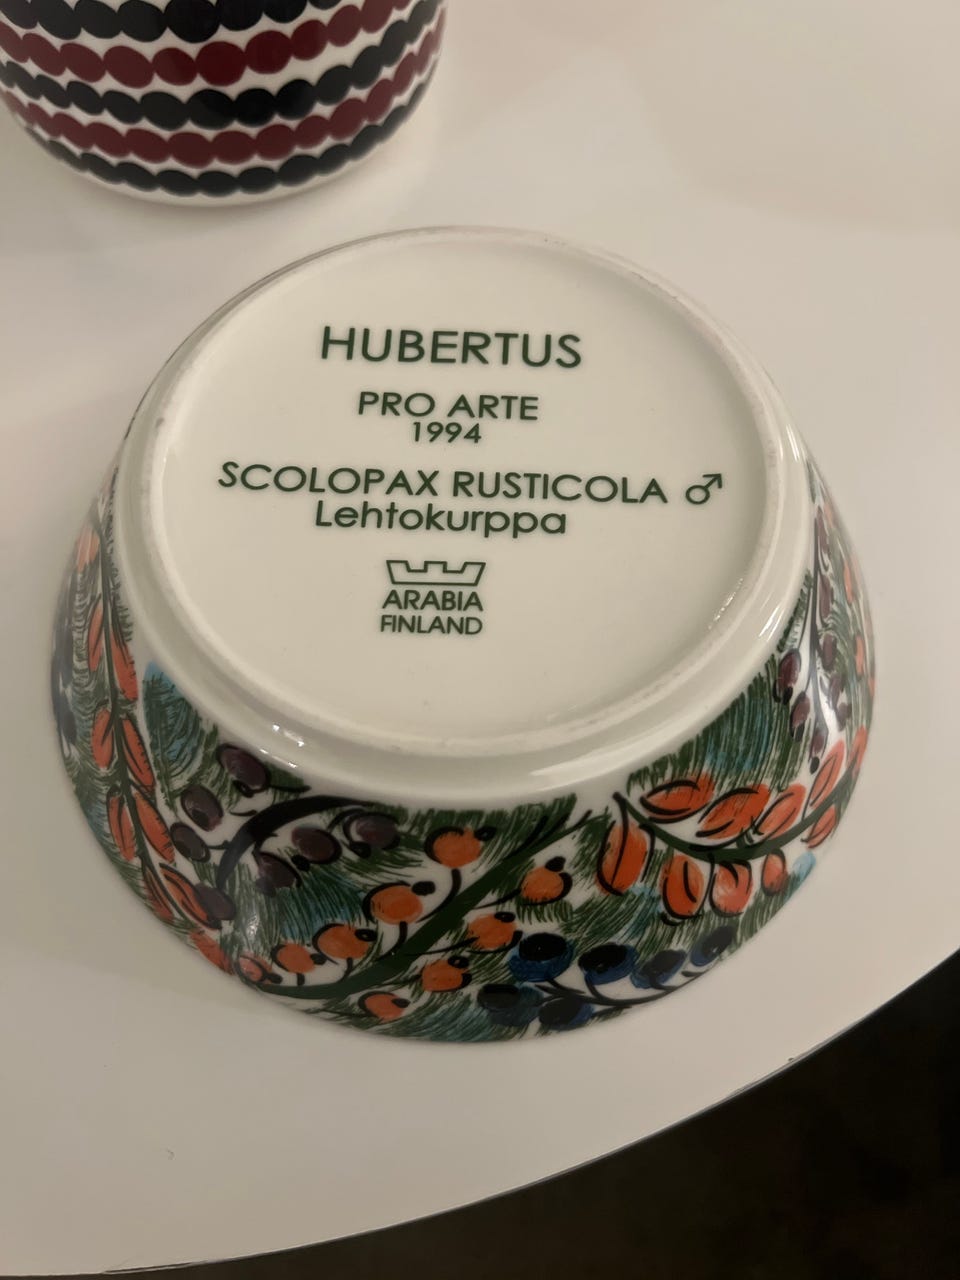 HUBERTUS
PRO ARTE
1994
SCOLOPAX RUSTICOLA ♂
Lehtokurppa
ARABIA
FINLAND